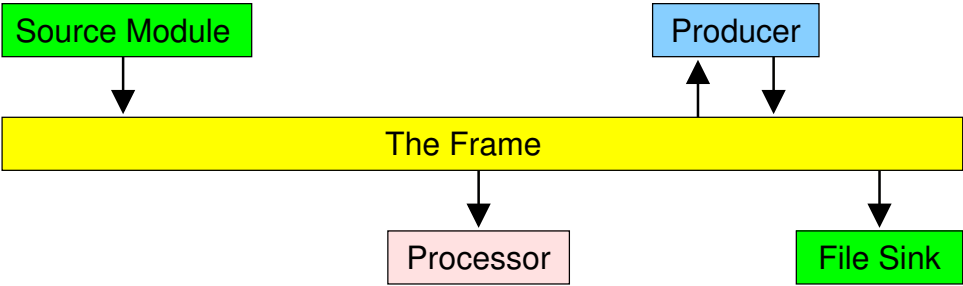 Source Module
Producer
The Frame
Processor
File Sink